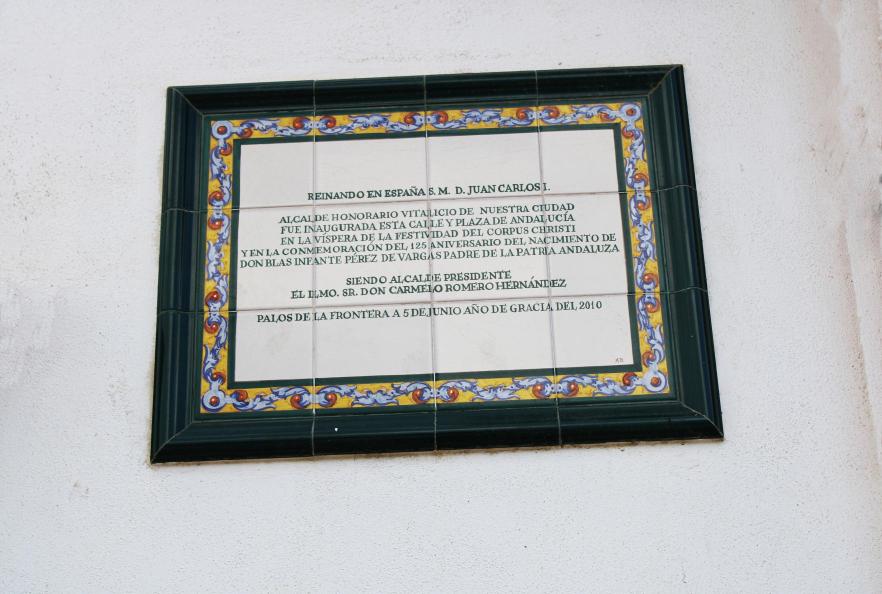 REINANDO EN ESPAÑA S. M. D. JUAN CARLOS I.
ALCALDE HONORARIO VITALICIO DE NUESTRA CIUDAD
FUE INAUGURADA ESTA CALLE Y PLAZA DE ANDALUCÍA
EN LA VÍSPERA DE LA FESTIVIDAD DEL CORPUS CHRISTI
Y EN LA CONMEMORACIÓN DEL 125 ANIVERSARIO DEL NACIMIENTO DE
DON BLAS INFANTE PÉREZ DE VARGAS PADRE DE LA PATRIA ANDALUZA
SIENDO ALCALDE PRESIDENTE
EL ILMO. SR. DON CARMELO ROMERO HERNÁNDEZ
PALOS DE LA FRONTERA A 5 DE JUNIO AÑO DE GRACIA DEL 2010